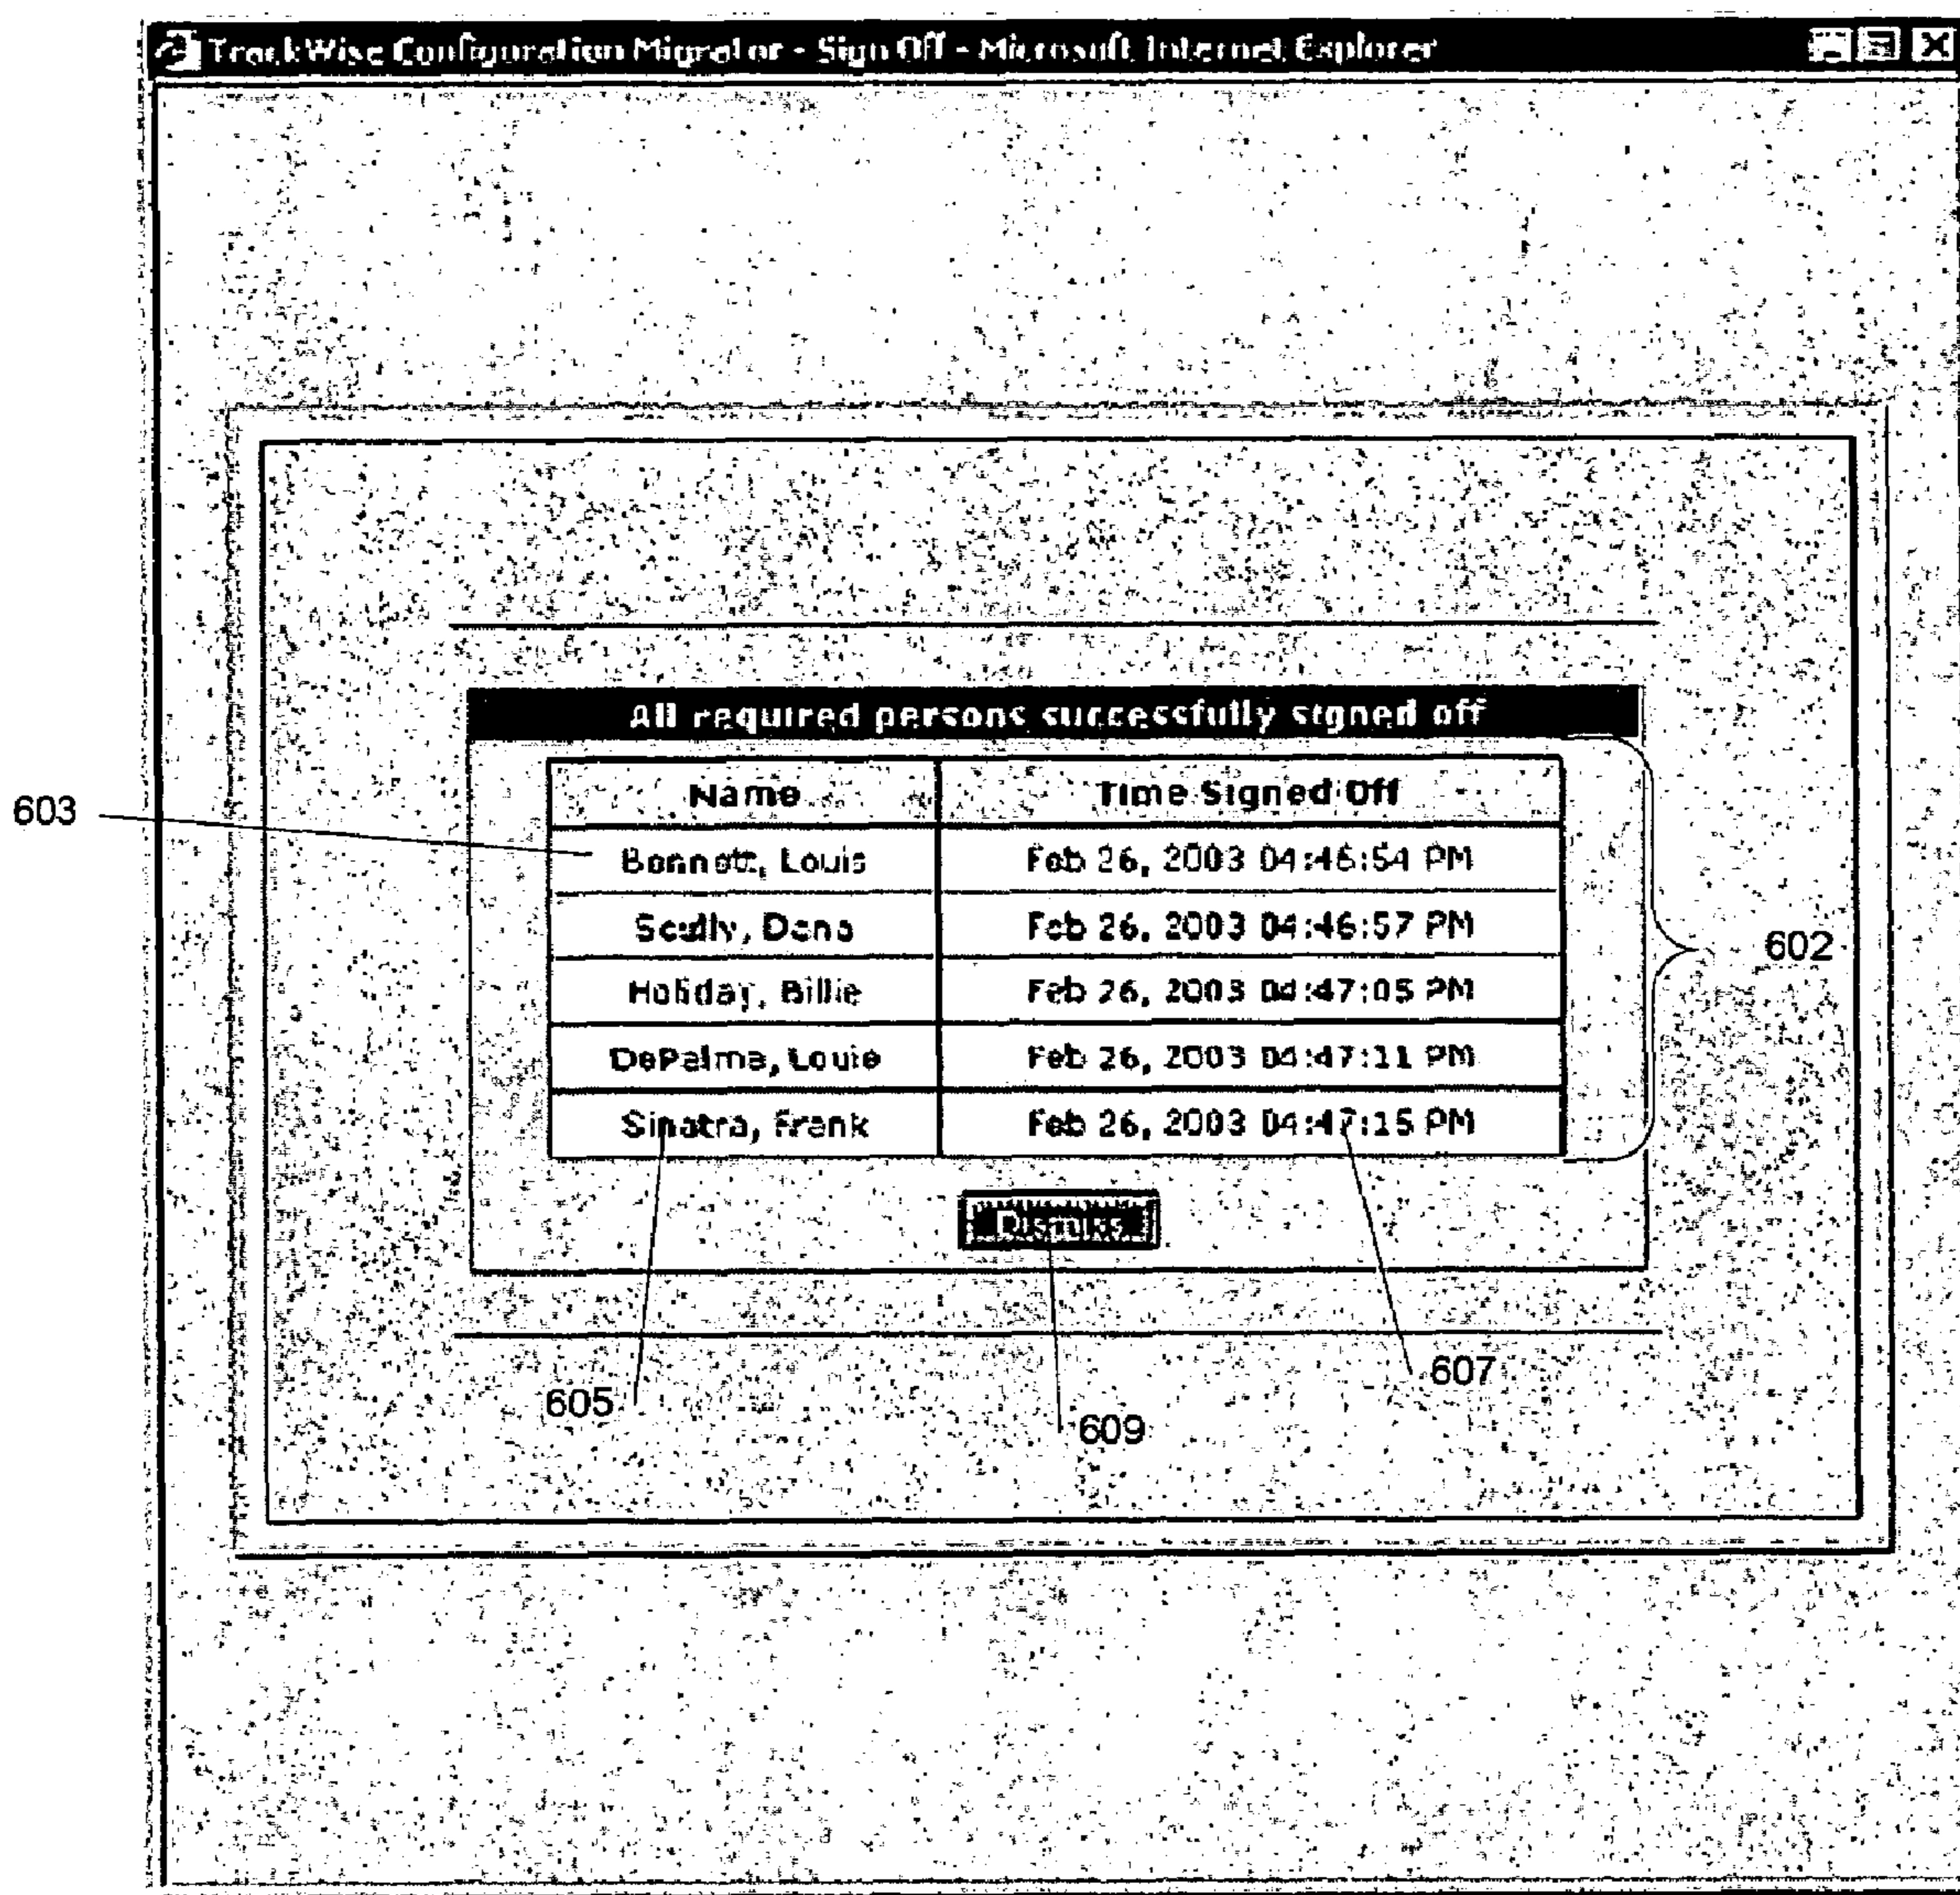 TrackWise Configuration Migrator - Sign Off - Microsoft Internet Explorer
All required persons successfully signed off
Name Time Signed Off
603
Bennett, Louis Feb 26, 2003 04:46:54 PM
Scully, Dana Feb 26, 2003 04:46:57 PM
602
Holiday, Billie Feb 26, 2003 04:47:05 PM
DePalma, Louie Feb 26, 2003 04:47:11 PM
Sinatra, Frank Feb 26, 2003 04:47:15 PM
Dismiss
607
605
609